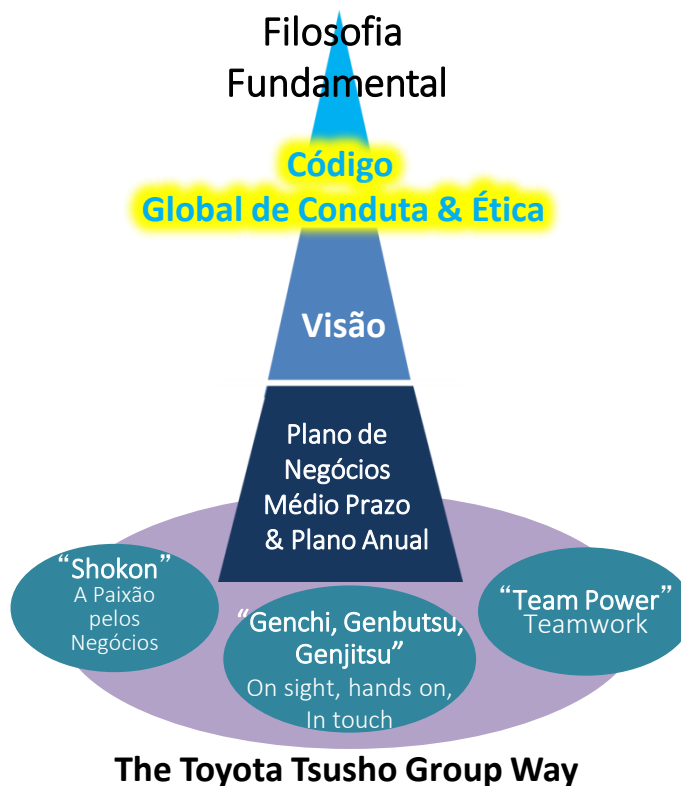 Filosofia
Fundamental
Código
Global de Conduta & Ética
Visão
Plano de
Negócios
Médio Prazo
& Plano Anual
“Shokon”
A Paixão
pelos
Negócios
“Genchi, Genbutsu,
Genjitsu”
On sight, hands on,
In touch
“Team Power”
Teamwork
The Toyota Tsusho Group Way